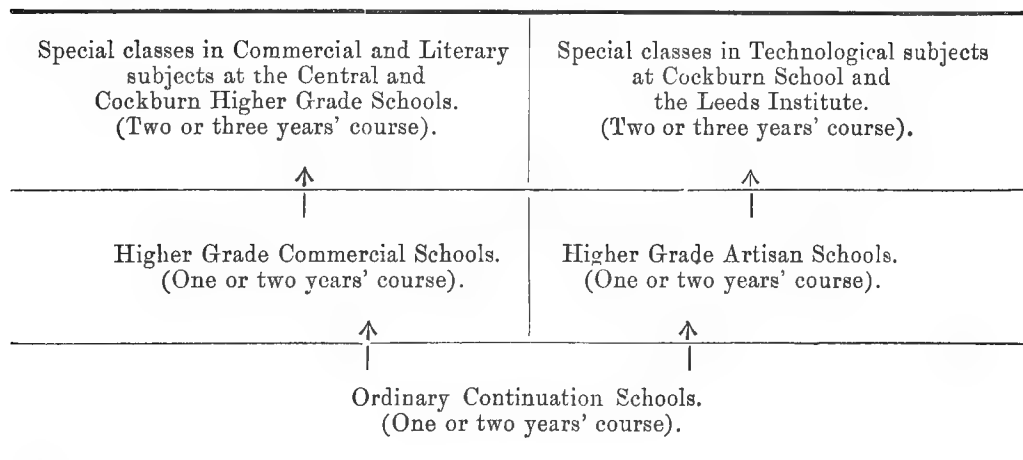 Special classes in Commercial and Literary
subjects at the Central and
Cockburn Higher Grade Schools.
(Two or three years' course).
Special classes in Technological subjects
at Cockburn School and
the Leeds Institute.
(Two or three years' course).
Higher Grade Commercial Schools.
(One or two years' course).
Higher Grade Artisan Schools.
(One or two years' course).
Ordinary Continuation Schools.
(One or two years' course).